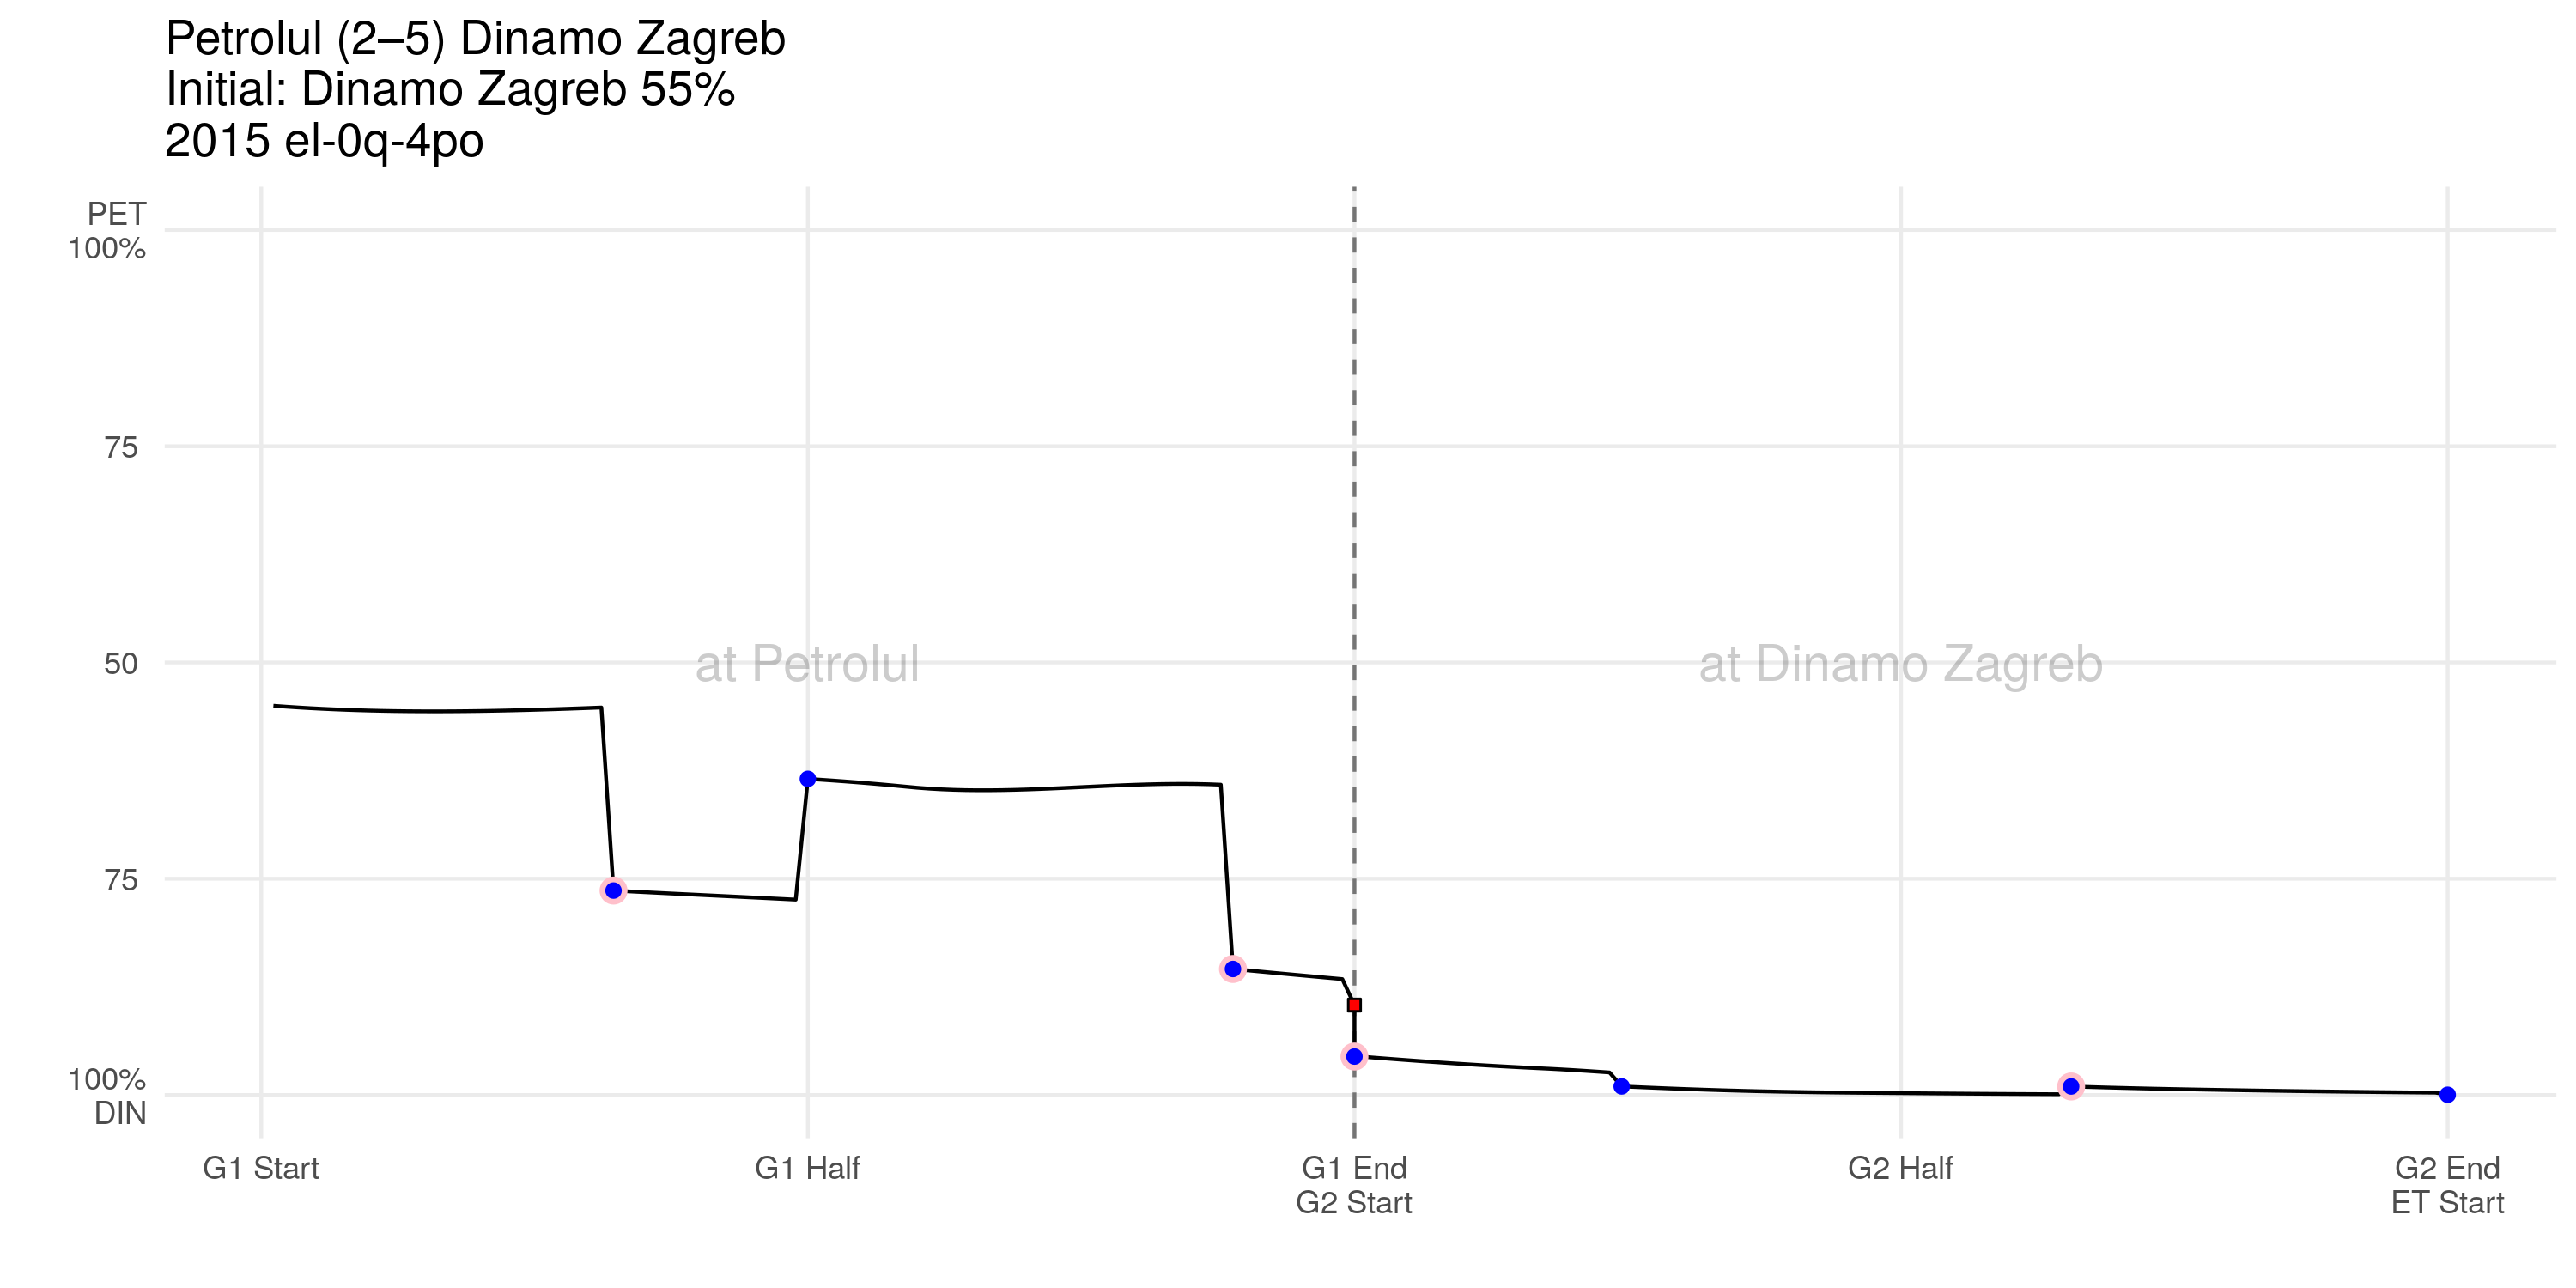 Petrolul (2–5) Dinamo Zagreb
Initial: Dinamo Zagreb 55%
2015 el-0q-4po
PET
100%
75
50
75
100%
DIN
at Petrolul
at Dinamo Zagreb
G1 Start
G1 Half
G1 End
G2 Start
G2 Half
G2 End
ET Start